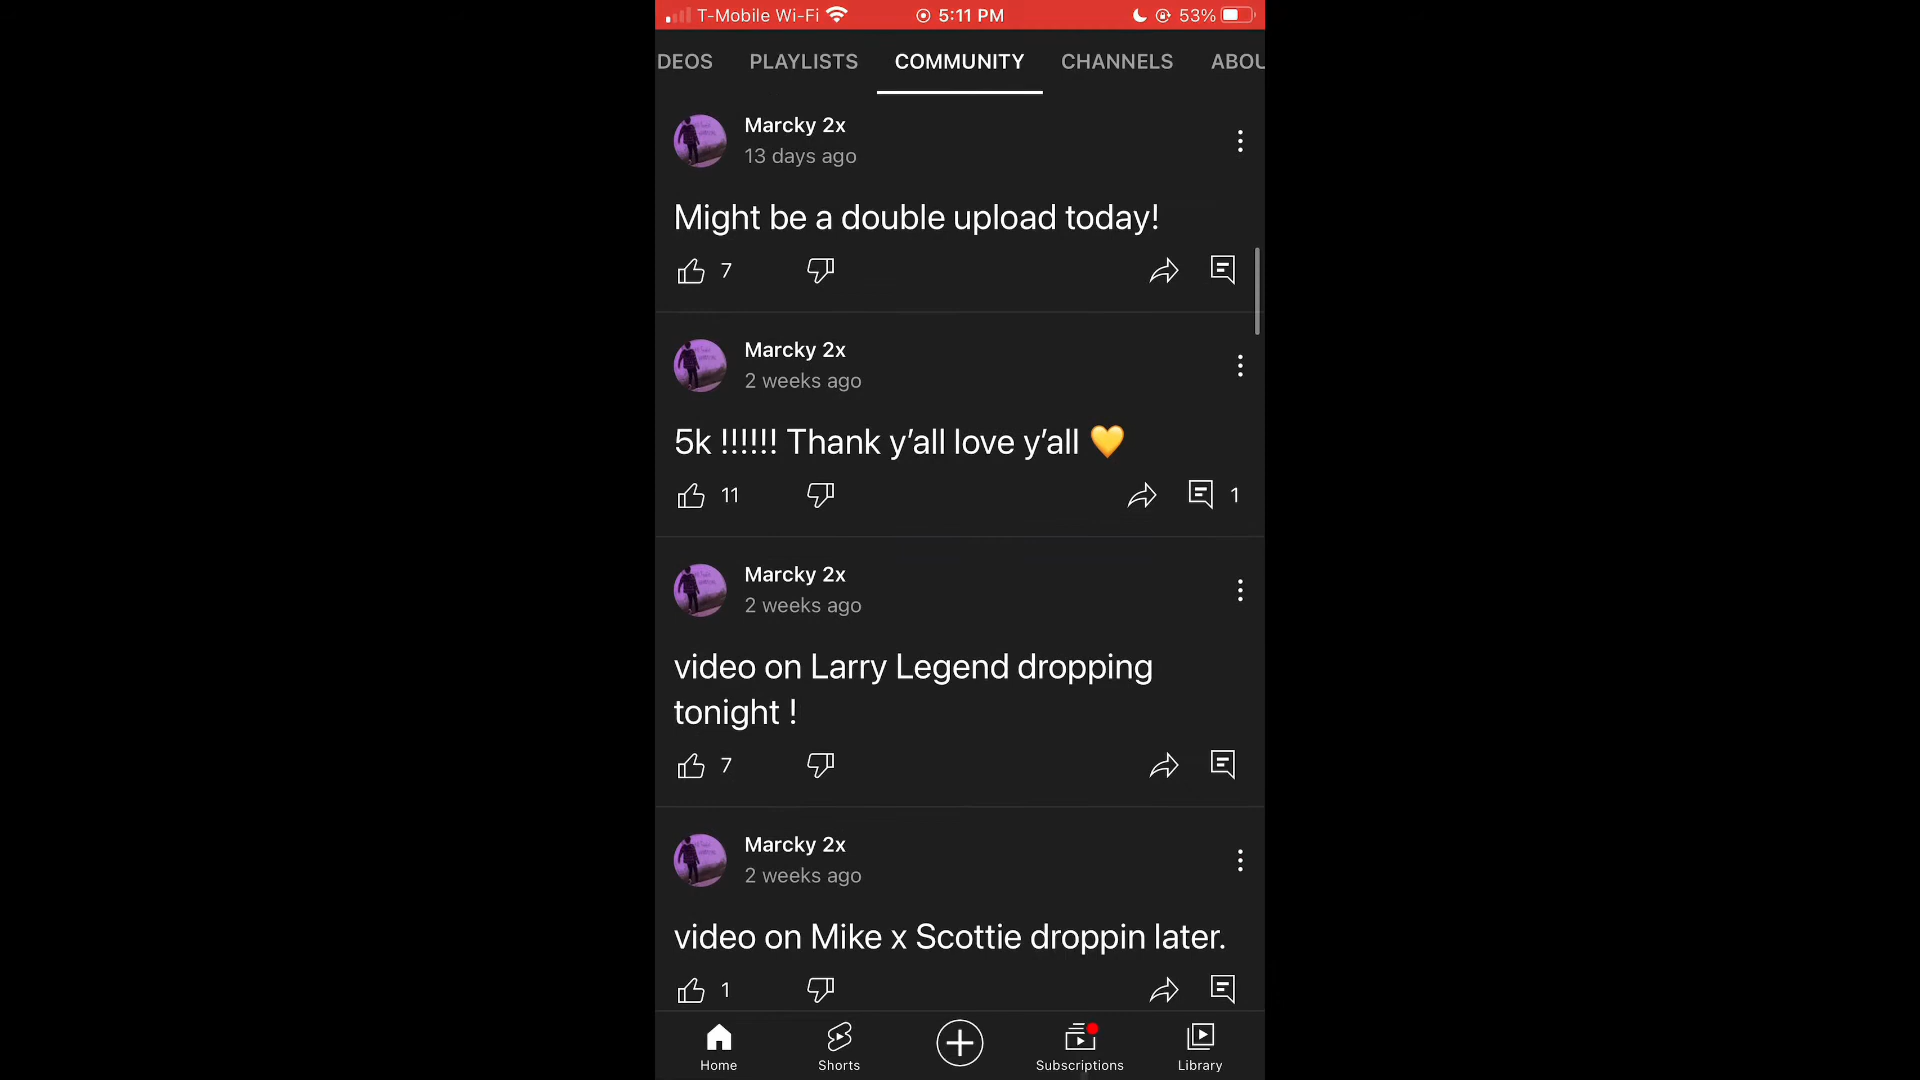 T-Mobile Wi-Fi 5:11 PM 53%
DEOS PLAYLISTS COMMUNITY CHANNELS ABOU
Marcky 2x
13 days ago
Might be a double upload today!
7
Marcky 2x
2 weeks ago
5k !!!!!! Thank y’all love y’all 💛
11 1
Marcky 2x
2 weeks ago
video on Larry Legend dropping
tonight !
7
Marcky 2x
2 weeks ago
video on Mike x Scottie droppin later.
1
Home Shorts Subscriptions Library